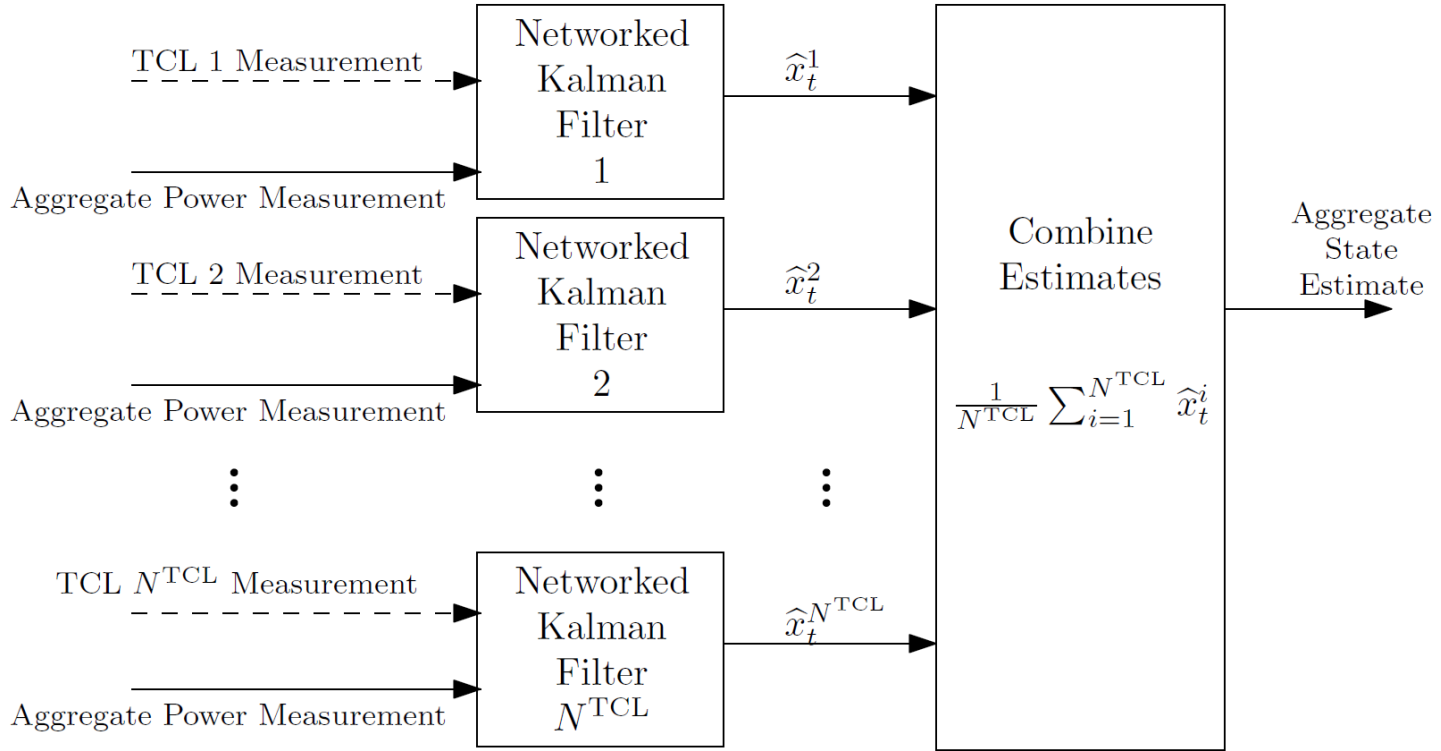 TCL 1 Measurement
Aggregate Power Measurement
Networked
Kalman
Filter
1
x̂_t^1
TCL 2 Measurement
Aggregate Power Measurement
Networked
Kalman
Filter
2
x̂_t^2
TCL N^TCL Measurement
Aggregate Power Measurement
Networked
Kalman
Filter
N^TCL
x̂_t^{N^TCL}
Combine
Estimates
\frac{1}{N^{TCL}} \sum_{i=1}^{N^{TCL}} x̂_t^i
Aggregate
State
Estimate